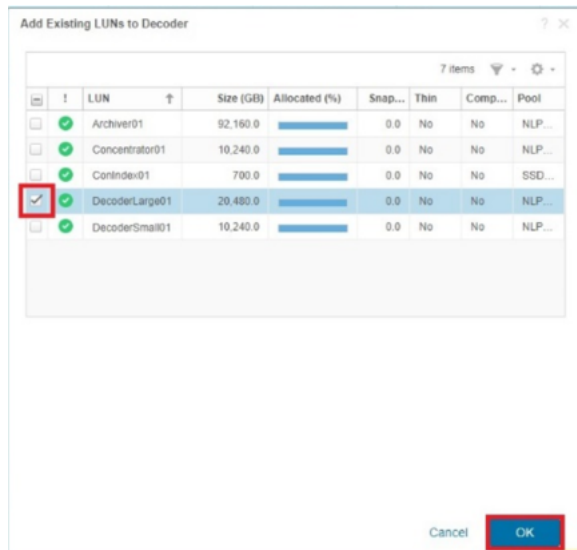 Add Existing LUNs to Decoder
7 items
! LUN Size (GB) Allocated (%) Snap... Thin Comp... Pool
Archiver01 92,160.0 0.0 No No NLP...
Concentrator01 10,240.0 0.0 No No NLP...
ConIndex01 700.0 0.0 No No SSD...
DecoderLarge01 20,480.0 0.0 No No NLP...
DecoderSmall01 10,240.0 0.0 No No NLP...
Cancel OK